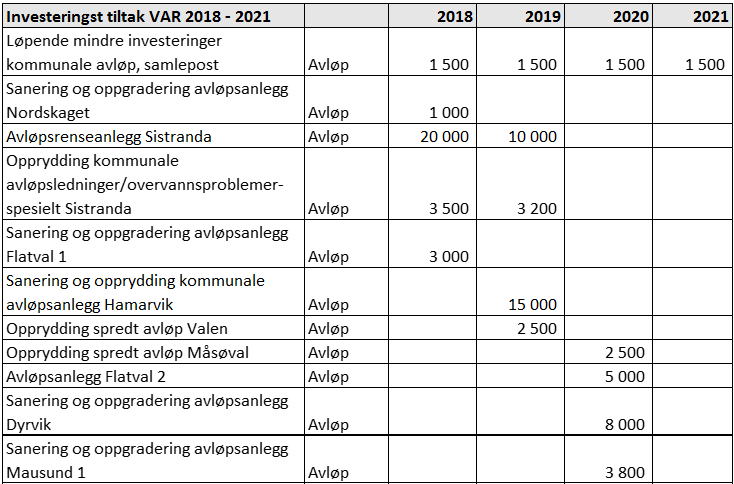 Investeringst tiltak VAR 2018 - 2021 2018 2019 2020 2021
Løpende mindre investeringer
kommunale avløp, samlepost Avløp 1 500 1 500 1 500 1 500
Sanering og oppgradering avløpsanlegg
Nordskaget Avløp 1 000
Avløpsrenseanlegg Sistranda Avløp 20 000 10 000
Opprydding kommunale
avløpsledninger/overvannsproblemer-
spesielt Sistranda Avløp 3 500 3 200
Sanering og oppgradering avløpsanlegg
Flatval 1 Avløp 3 000
Sanering og opprydding kommunale
avløpsanlegg Hamarvik Avløp 15 000
Opprydding spredt avløp Valen Avløp 2 500
Opprydding spredt avløp Måsøval Avløp 2 500
Avløpsanlegg Flatval 2 Avløp 5 000
Sanering og oppgradering avløpsanlegg
Dyrvik Avløp 8 000
Sanering og oppgradering avløpsanlegg
Mausund 1 Avløp 3 800